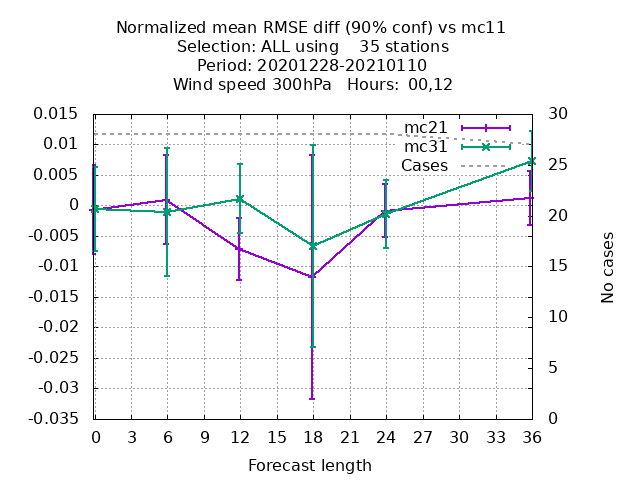 Normalized mean RMSE diff (90% conf) vs mc11
Selection: ALL using    35 stations
Period: 20201228-20210110
Wind speed 300hPa   Hours:  00,12
mc21
mc31
Cases
0.015
0.01
0.005
0
-0.005
-0.01
-0.015
-0.02
-0.025
-0.03
-0.035
30
25
20
15
10
5
0
No cases
0 3 6 9 12 15 18 21 24 27 30 33 36
Forecast length